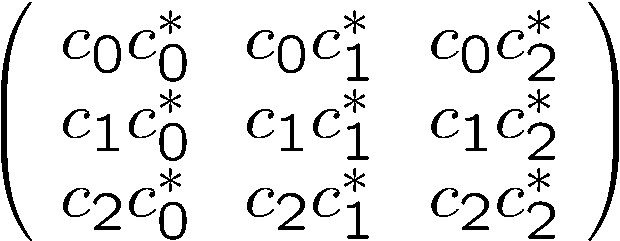 c₀c₀* c₀c₁* c₀c₂*
c₁c₀* c₁c₁* c₁c₂*
c₂c₀* c₂c₁* c₂c₂*